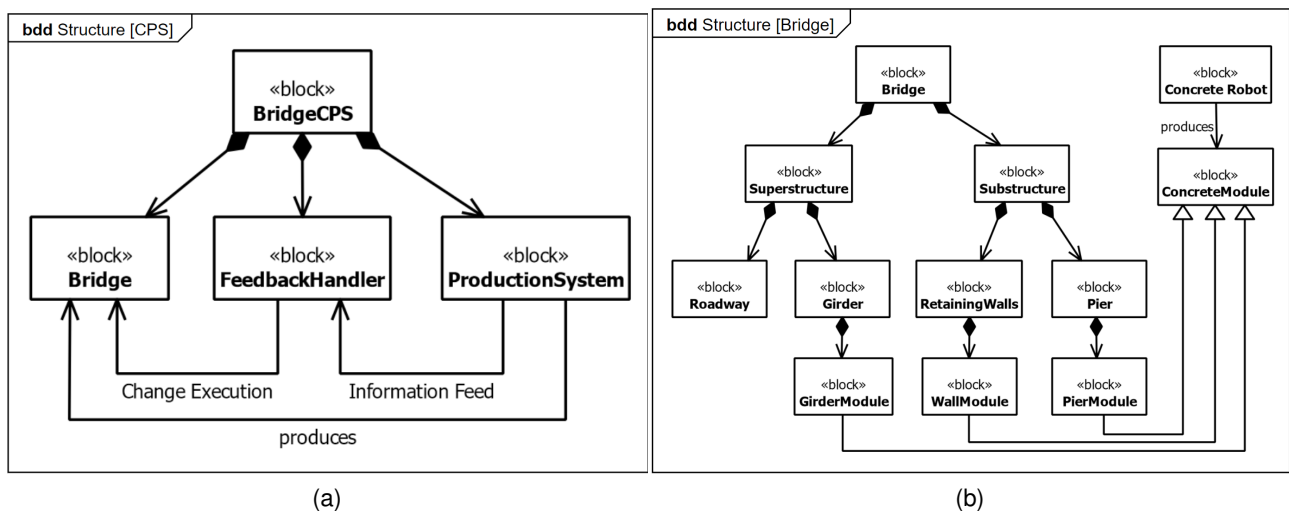 bdd Structure [CPS]
«block»
BridgeCPS
«block»
Bridge
«block»
FeedbackHandler
«block»
ProductionSystem
Change Execution
Information Feed
produces
(a)
bdd Structure [Bridge]
«block»
Bridge
«block»
Concrete Robot
produces
«block»
Superstructure
«block»
Substructure
«block»
ConcreteModule
«block»
Roadway
«block»
Girder
«block»
RetainingWalls
«block»
Pier
«block»
GirderModule
«block»
WallModule
«block»
PierModule
(b)